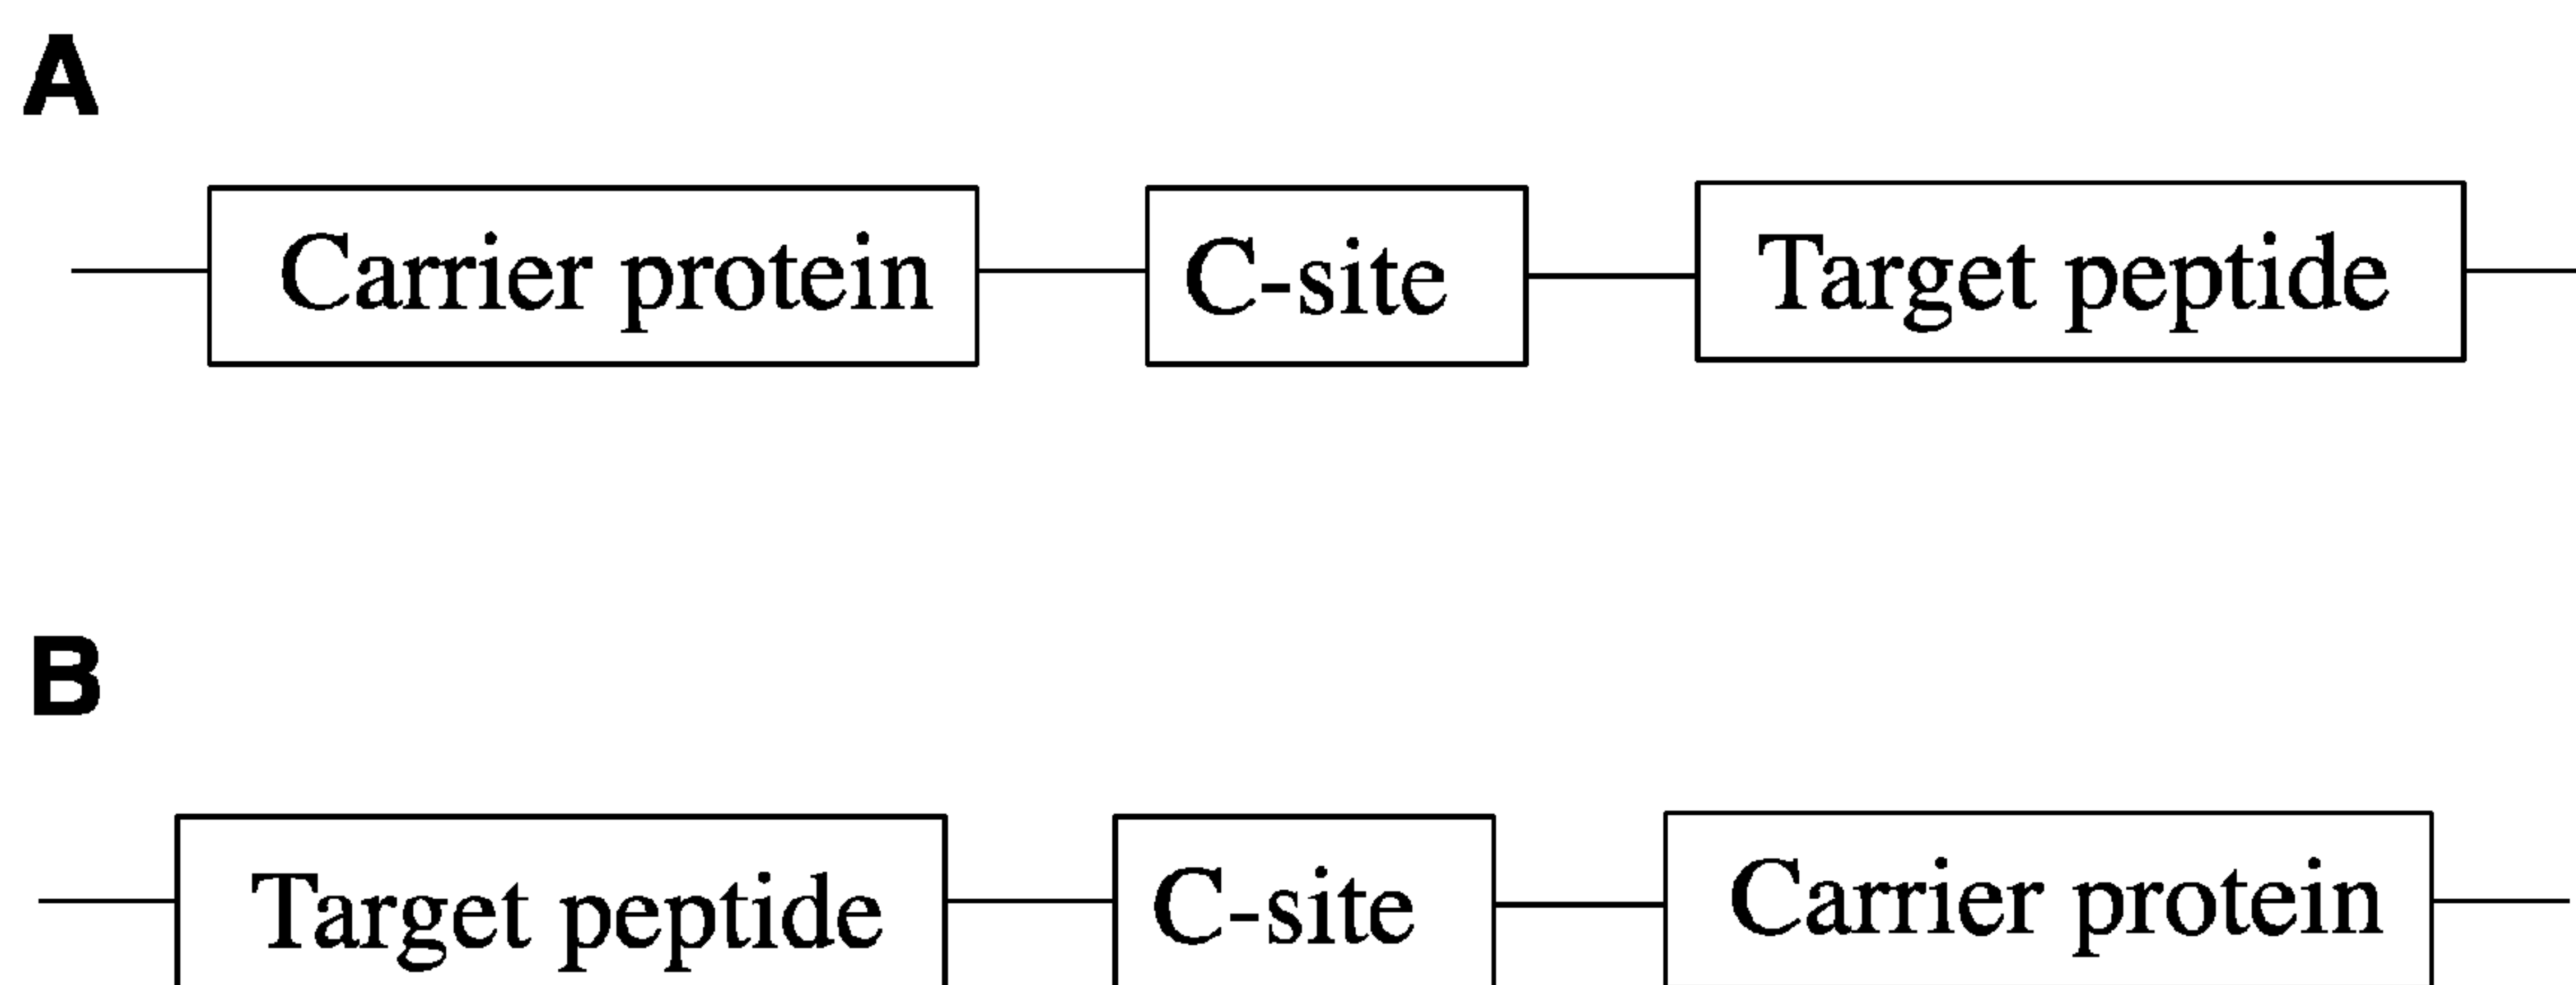 A
Carrier protein C-site Target peptide
B
Target peptide C-site Carrier protein